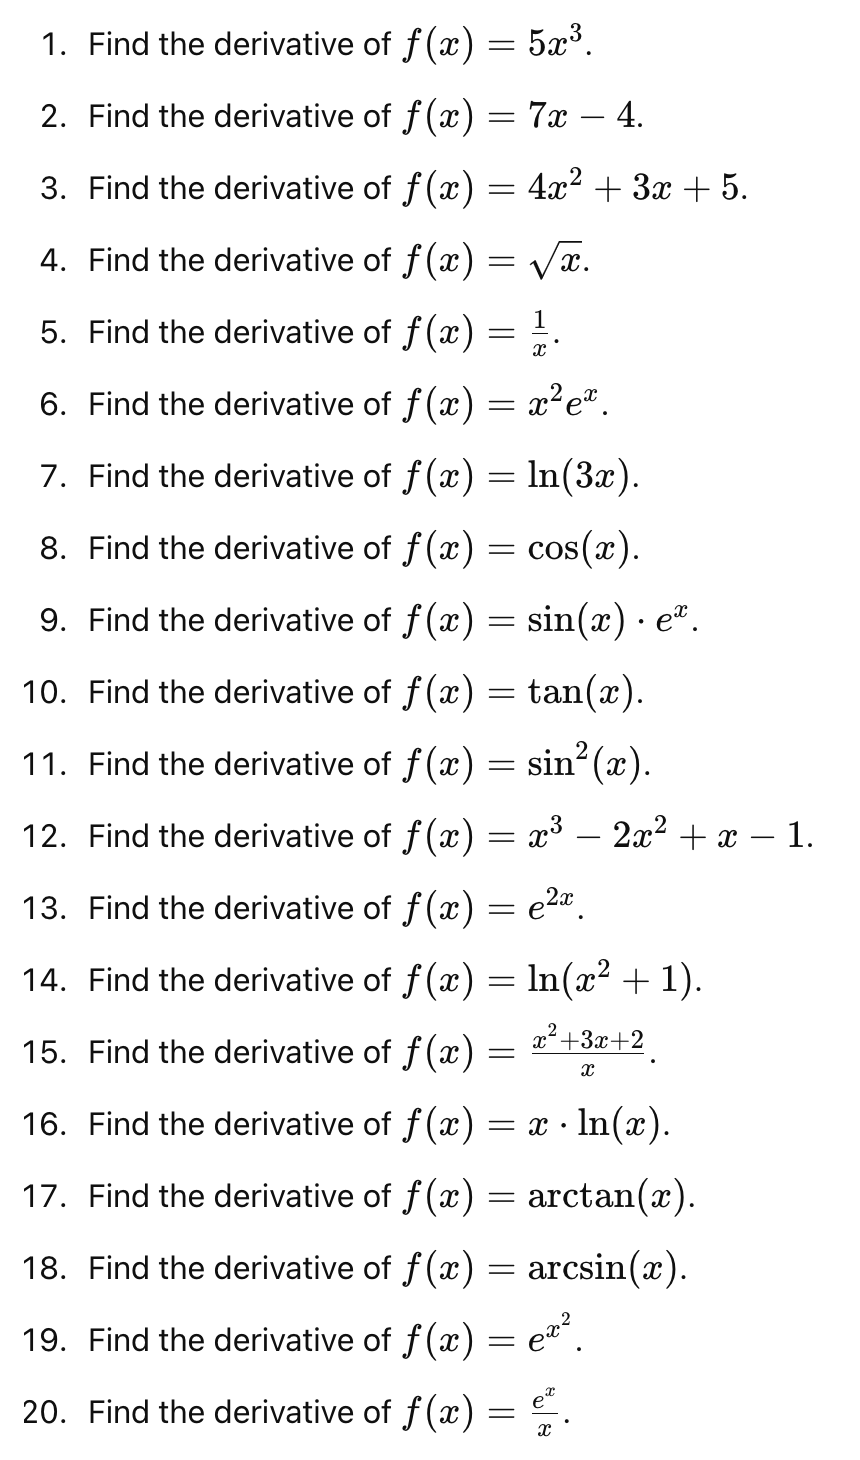 1. Find the derivative of f(x) = 5x³.
2. Find the derivative of f(x) = 7x − 4.
3. Find the derivative of f(x) = 4x² + 3x + 5.
4. Find the derivative of f(x) = √x.
5. Find the derivative of f(x) = 1/x.
6. Find the derivative of f(x) = x²eˣ.
7. Find the derivative of f(x) = ln(3x).
8. Find the derivative of f(x) = cos(x).
9. Find the derivative of f(x) = sin(x) · eˣ.
10. Find the derivative of f(x) = tan(x).
11. Find the derivative of f(x) = sin²(x).
12. Find the derivative of f(x) = x³ − 2x² + x − 1.
13. Find the derivative of f(x) = e²ˣ.
14. Find the derivative of f(x) = ln(x² + 1).
15. Find the derivative of f(x) = (x²+3x+2)/x.
16. Find the derivative of f(x) = x · ln(x).
17. Find the derivative of f(x) = arctan(x).
18. Find the derivative of f(x) = arcsin(x).
19. Find the derivative of f(x) = e^(x²).
20. Find the derivative of f(x) = eˣ/x.